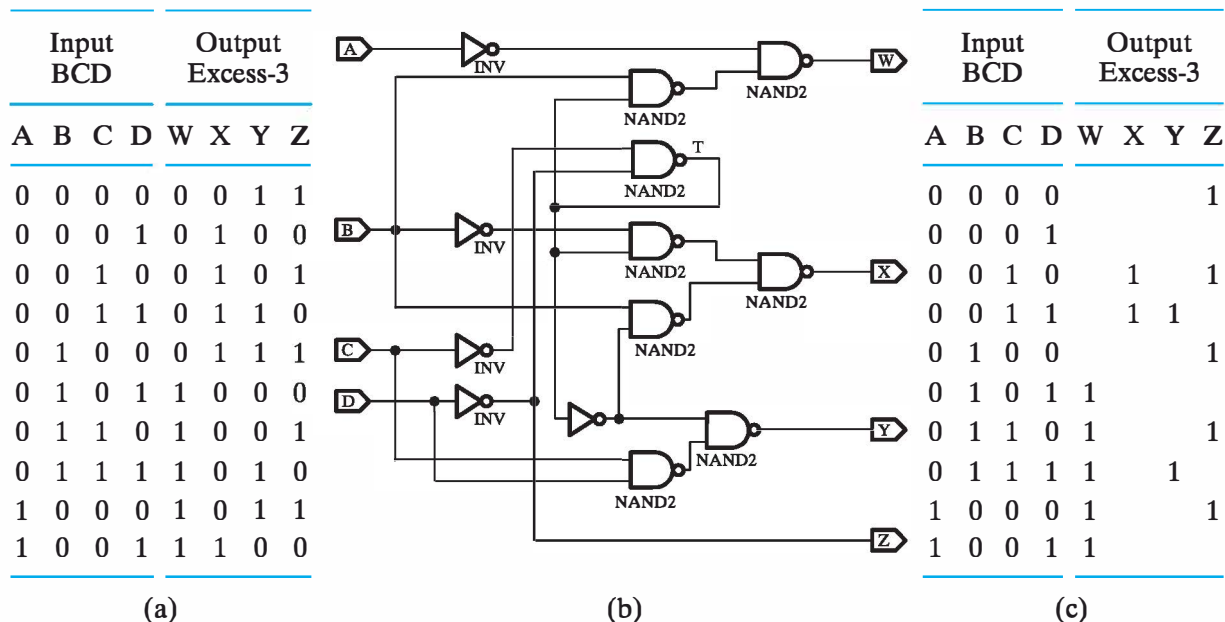 Input Output
BCD Excess-3
A B C D W X Y Z
0 0 0 0 0 0 1 1
0 0 0 1 0 1 0 0
0 0 1 0 0 1 0 1
0 0 1 1 0 1 1 0
0 1 0 0 0 1 1 1
0 1 0 1 1 0 0 0
0 1 1 0 1 0 0 1
0 1 1 1 1 0 1 0
1 0 0 0 1 0 1 1
1 0 0 1 1 1 0 0
(a)
A
INV
NAND2
W
NAND2
T
NAND2
B
INV
NAND2
NAND2
X
NAND2
C
INV
D
INV
NAND2
Y
NAND2
Z
(b)
Input Output
BCD Excess-3
A B C D W X Y Z
0 0 0 0 1
0 0 0 1
0 0 1 0 1 1
0 0 1 1 1 1
0 1 0 0 1
0 1 0 1 1
0 1 1 0 1 1
0 1 1 1 1 1
1 0 0 0 1 1
1 0 0 1 1
(c)